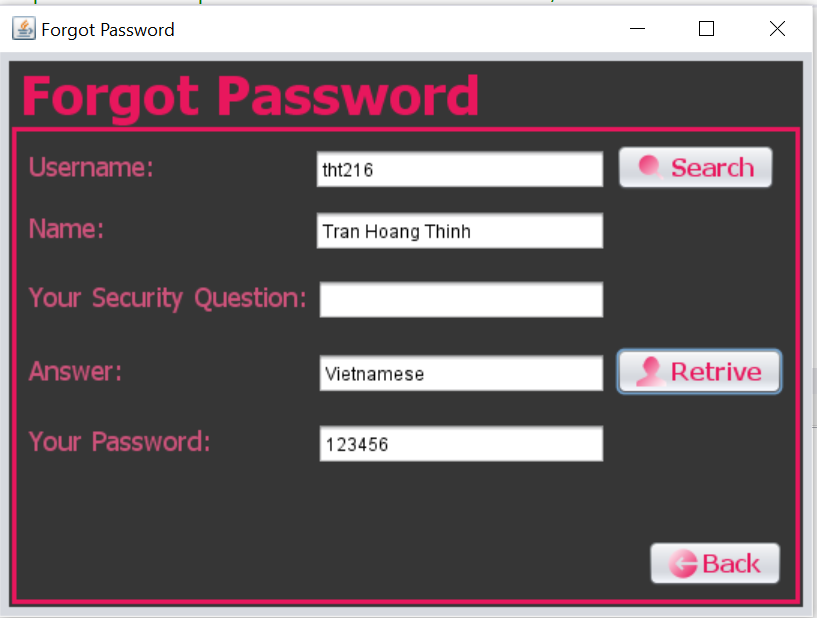 Forgot Password
Forgot Password
Username: tht216 Search
Name: Tran Hoang Thinh
Your Security Question:
Answer: Vietnamese Retrive
Your Password: 123456
Back